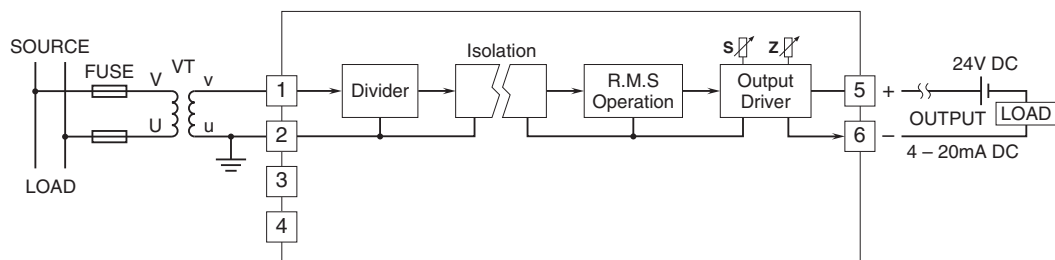 SOURCE
FUSE
VT
V
v
U
u
LOAD
1
2
3
4
Divider
Isolation
R.M.S
Operation
S
Z
Output
Driver
5
6
+
–
24V DC
OUTPUT
LOAD
4 – 20mA DC